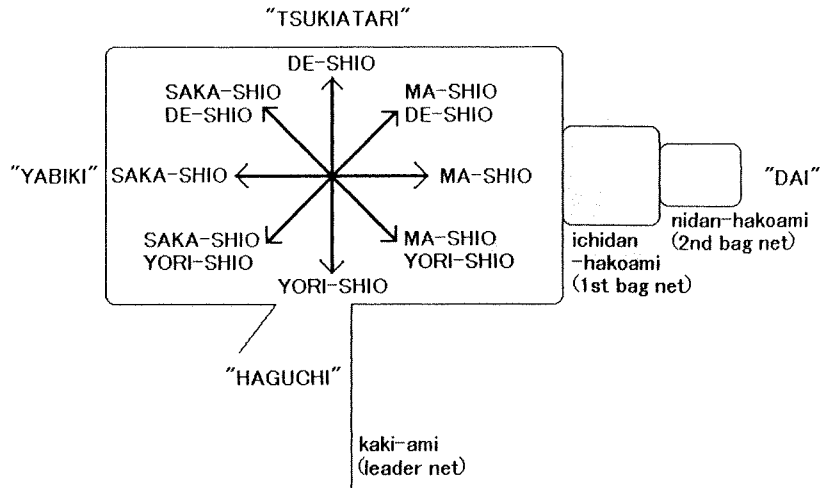 "TSUKIATARI"
DE-SHIO
SAKA-SHIO
DE-SHIO
MA-SHIO
DE-SHIO
"YABIKI"
SAKA-SHIO
MA-SHIO
"DAI"
SAKA-SHIO
YORI-SHIO
MA-SHIO
YORI-SHIO
YORI-SHIO
ichidan
-hakoami
(1st bag net)
nidan-hakoami
(2nd bag net)
"HAGUCHI"
kaki-ami
(leader net)